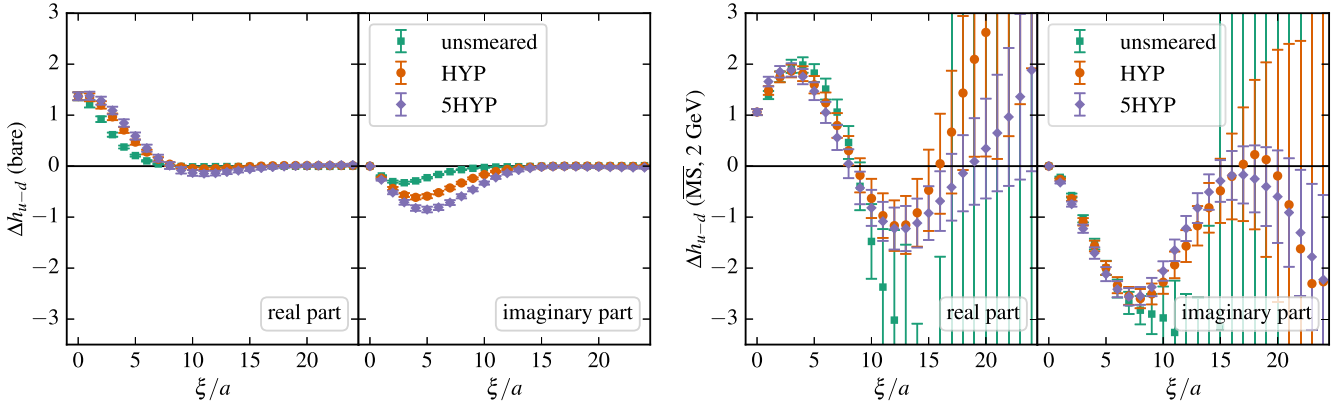 3
2
1
0
−1
−2
−3
Δh_{u−d} (bare)
real part
0 5 10 15 20
ξ/a
unsmeared
HYP
5HYP
imaginary part
0 5 10 15 20
ξ/a
3
2
1
0
−1
−2
−3
Δh_{u−d} (\overline{MS}, 2 GeV)
real part
0 5 10 15 20
ξ/a
unsmeared
HYP
5HYP
imaginary part
0 5 10 15 20
ξ/a